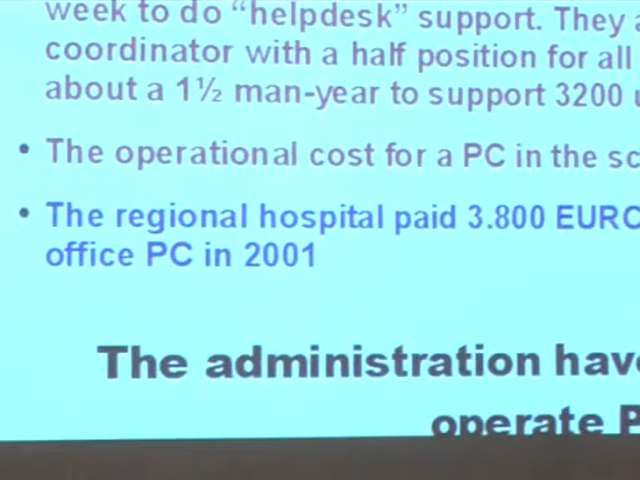 week to do “helpdesk” support. They
coordinator with a half position for all
about a 1½ man-year to support 3200
• The operational cost for a PC in the
• The regional hospital paid 3.800 EURO
office PC in 2001
The administration
operate